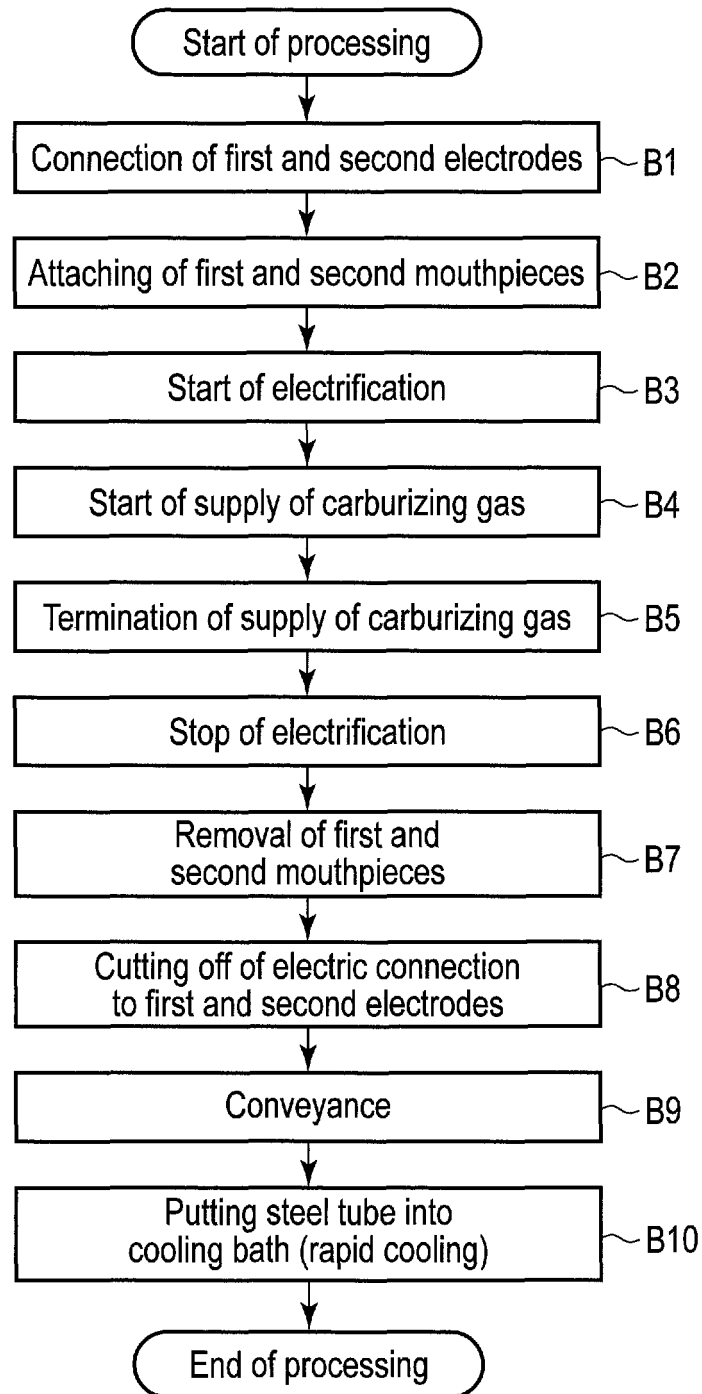 Start of processing
Connection of first and second electrodes
B1
Attaching of first and second mouthpieces
B2
Start of electrification
B3
Start of supply of carburizing gas
B4
Termination of supply of carburizing gas
B5
Stop of electrification
B6
Removal of first and
second mouthpieces
B7
Cutting off of electric connection
to first and second electrodes
B8
Conveyance
B9
Putting steel tube into
cooling bath (rapid cooling)
B10
End of processing